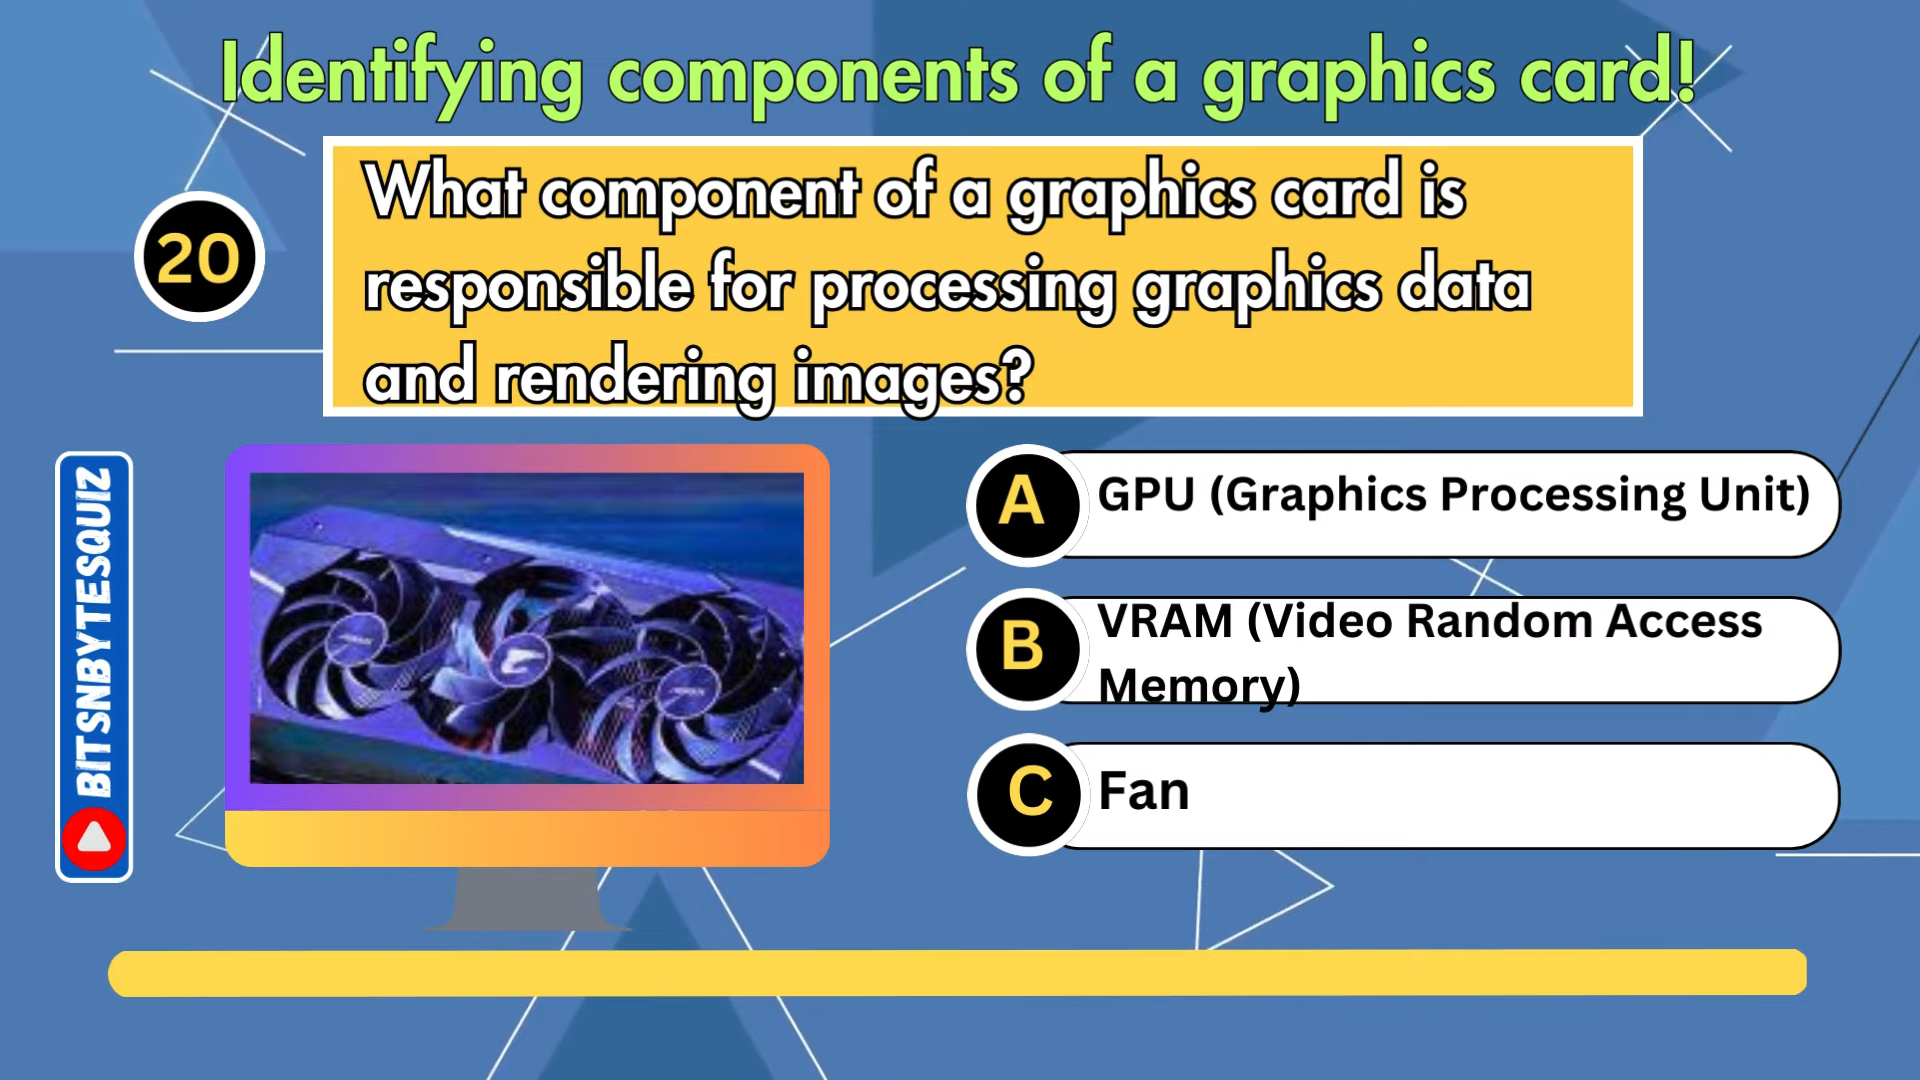 Identifying components of a graphics card!
20
What component of a graphics card is
responsible for processing graphics data
and rendering images?
BITSNBYTESQUIZ
A
GPU (Graphics Processing Unit)
B
VRAM (Video Random Access
Memory)
C
Fan